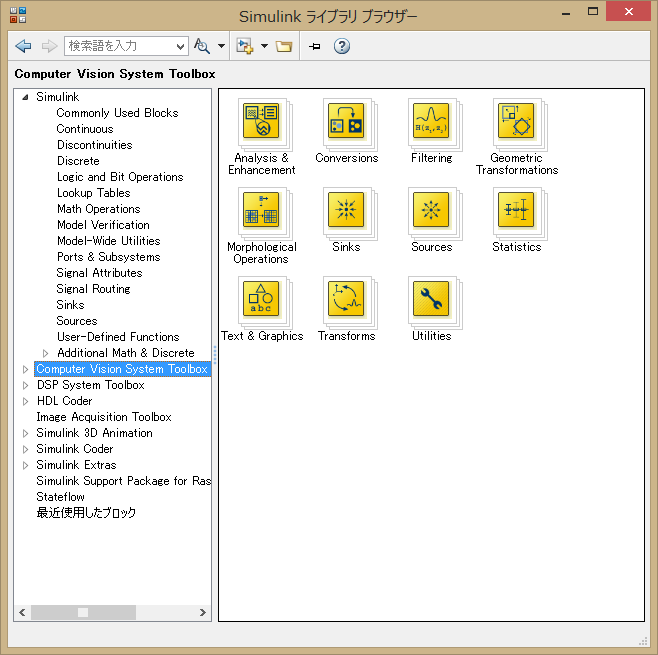 Simulink ライブラリ ブラウザー
検索語を入力
Computer Vision System Toolbox
Simulink
Commonly Used Blocks
Continuous
Discontinuities
Discrete
Logic and Bit Operations
Lookup Tables
Math Operations
Model Verification
Model-Wide Utilities
Ports & Subsystems
Signal Attributes
Signal Routing
Sinks
Sources
User-Defined Functions
Additional Math & Discrete
Computer Vision System Toolbox
DSP System Toolbox
HDL Coder
Image Acquisition Toolbox
Simulink 3D Animation
Simulink Coder
Simulink Extras
Simulink Support Package for Ras
Stateflow
最近使用したブロック
Analysis &
Enhancement
Conversions
H(z₁,z₂)
Filtering
Geometric
Transformations
Morphological
Operations
Sinks
Sources
Statistics
abc
Text & Graphics
Transforms
Utilities